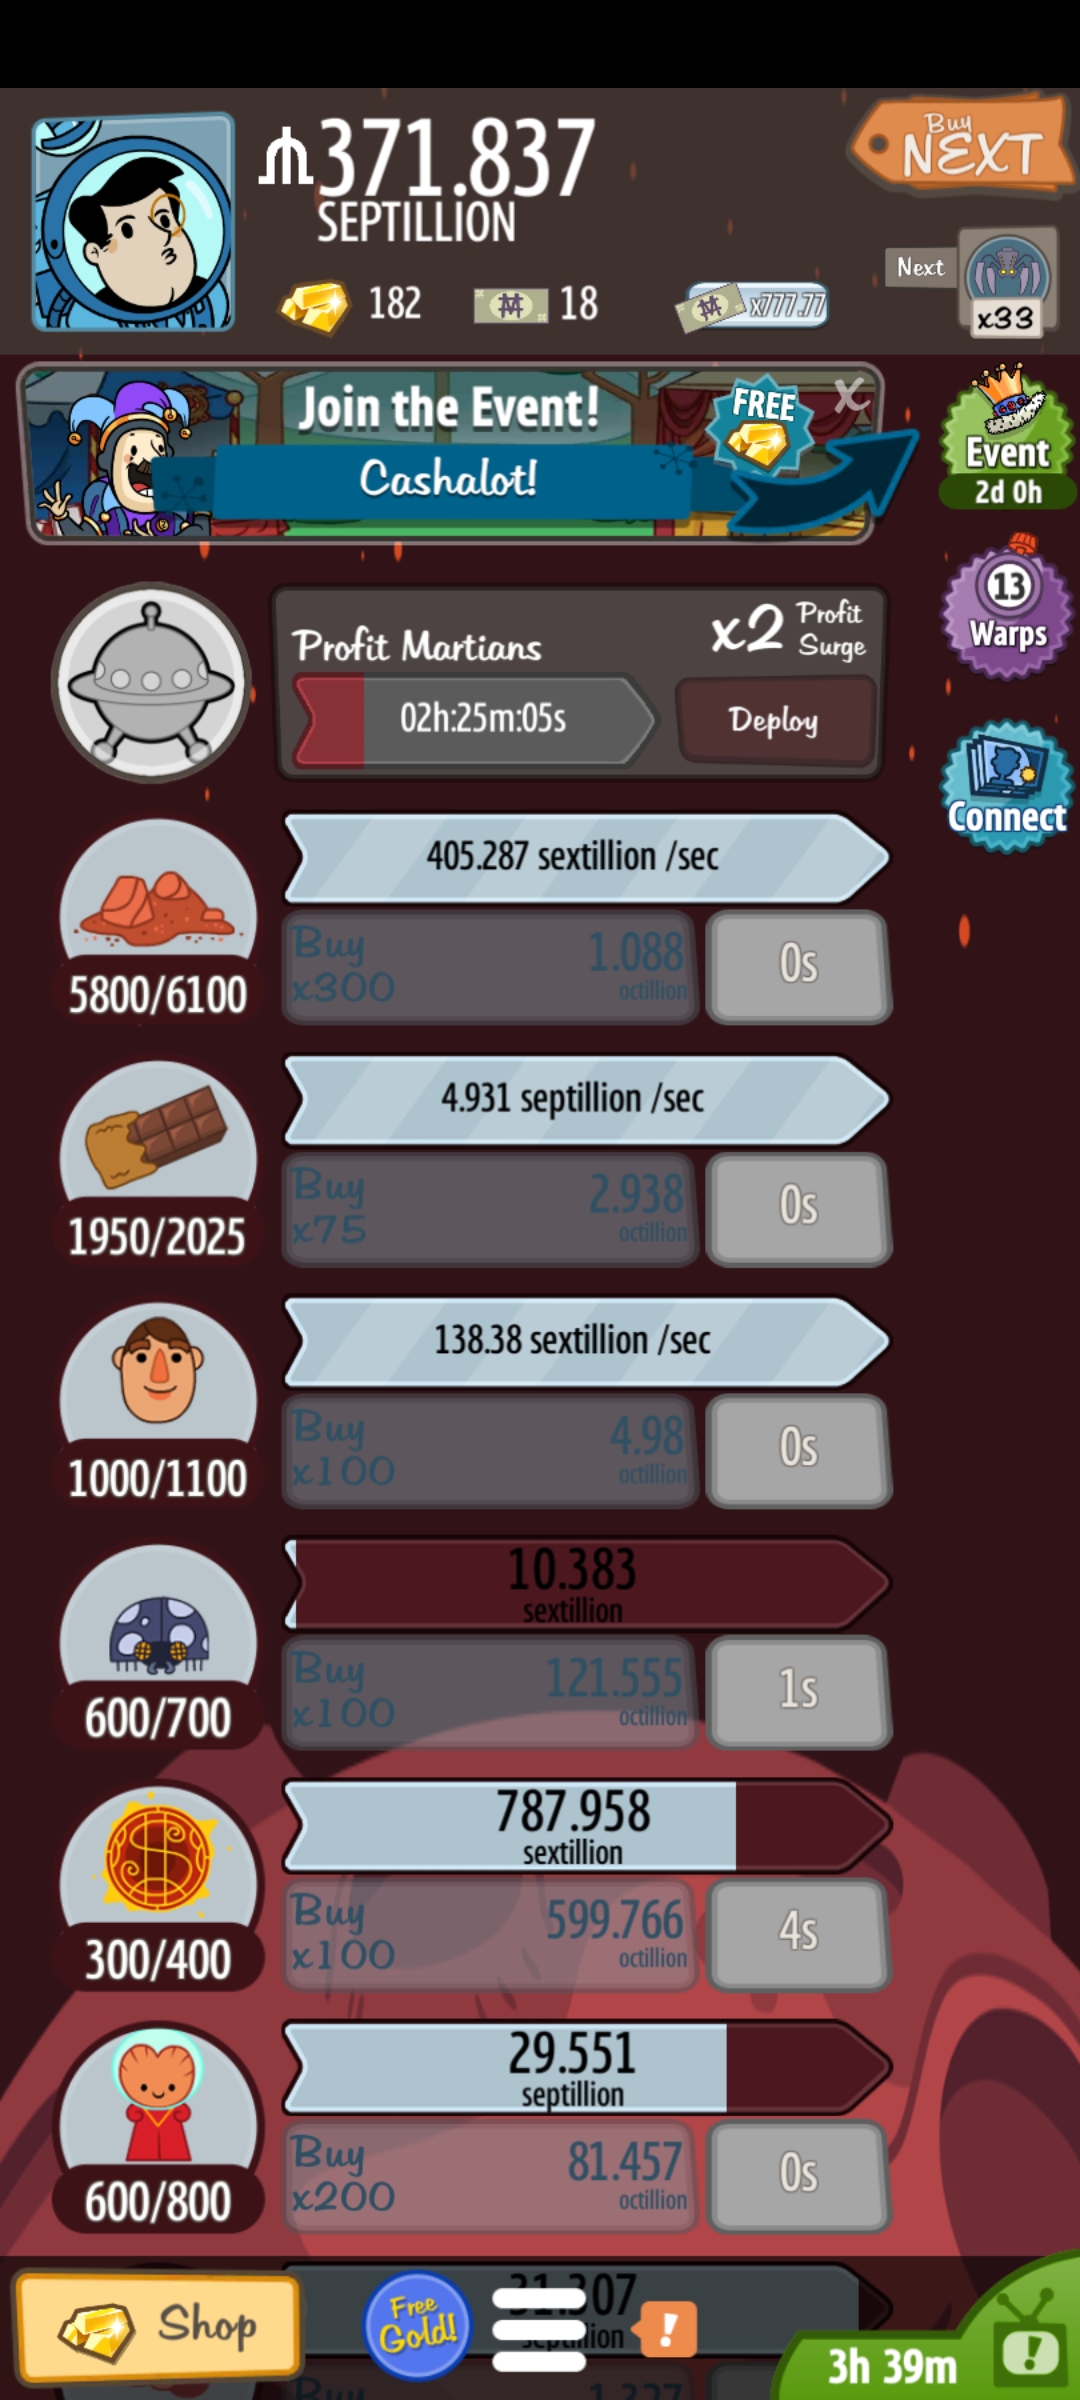 371.837
SEPTILLION
Buy
NEXT
182
18
x777.77
Next
x33
Join the Event!
Cashalot!
FREE
X
Event
2d 0h
13
Warps
Connect
Profit Martians
x2 Profit Surge
02h:25m:05s
Deploy
405.287 sextillion /sec
5800/6100
Buy x300
1.088
octillion
0s
4.931 septillion /sec
1950/2025
Buy x75
2.938
octillion
0s
138.38 sextillion /sec
1000/1100
Buy x100
4.98
octillion
0s
10.383
sextillion
600/700
Buy x100
121.555
octillion
1s
787.958
sextillion
300/400
Buy x100
599.766
octillion
4s
29.551
septillion
600/800
Buy x200
81.457
octillion
0s
Shop
Free Gold!
!
3h 39m
!
Buy
1.327